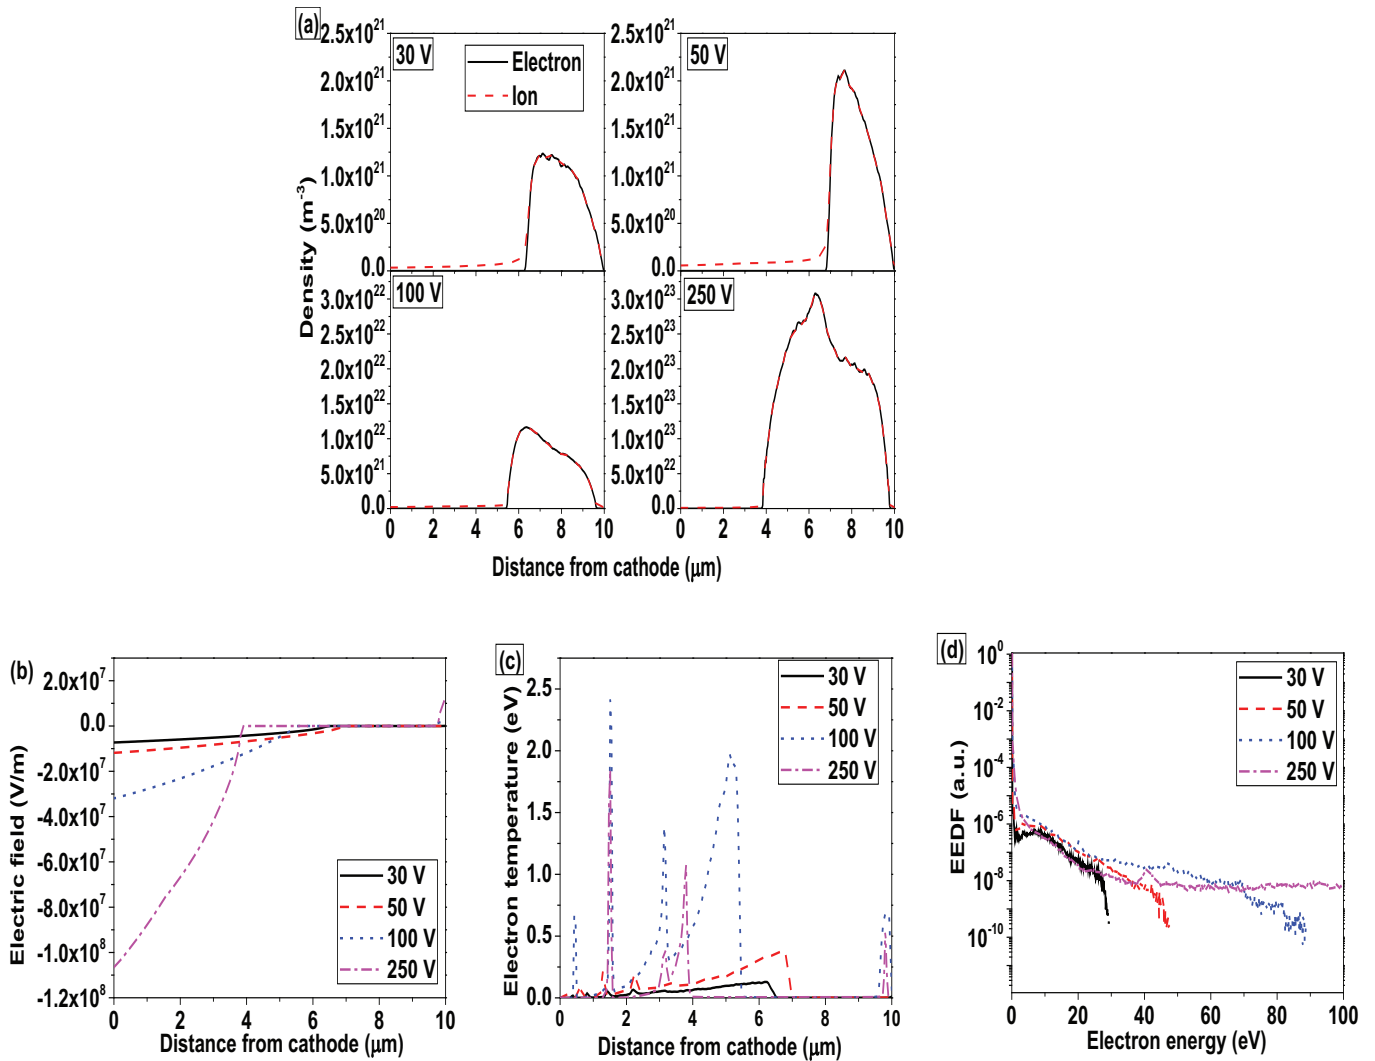 (a)
2.5x10^21
2.0x10^21
1.5x10^21
1.0x10^21
5.0x10^20
0.0
30 V
Electron
Ion
2.5x10^21
2.0x10^21
1.5x10^21
1.0x10^21
5.0x10^20
0.0
50 V
Density (m^-3)
3.0x10^22
2.5x10^22
2.0x10^22
1.5x10^22
1.0x10^22
5.0x10^21
0.0
100 V
0 2 4 6 8 10
3.0x10^23
2.5x10^23
2.0x10^23
1.5x10^23
1.0x10^23
5.0x10^22
0.0
250 V
0 2 4 6 8 10
Distance from cathode (μm)
(b)
2.0x10^7
0.0
-2.0x10^7
-4.0x10^7
-6.0x10^7
-8.0x10^7
-1.0x10^8
-1.2x10^8
Electric field (V/m)
30 V
50 V
100 V
250 V
0 2 4 6 8 10
Distance from cathode (μm)
(c)
2.5
2.0
1.5
1.0
0.5
0.0
Electron temperature (eV)
30 V
50 V
100 V
250 V
0 2 4 6 8 10
Distance from cathode (μm)
(d)
10^0
10^-2
10^-4
10^-6
10^-8
10^-10
EEDF (a.u.)
30 V
50 V
100 V
250 V
0 20 40 60 80 100
Electron energy (eV)